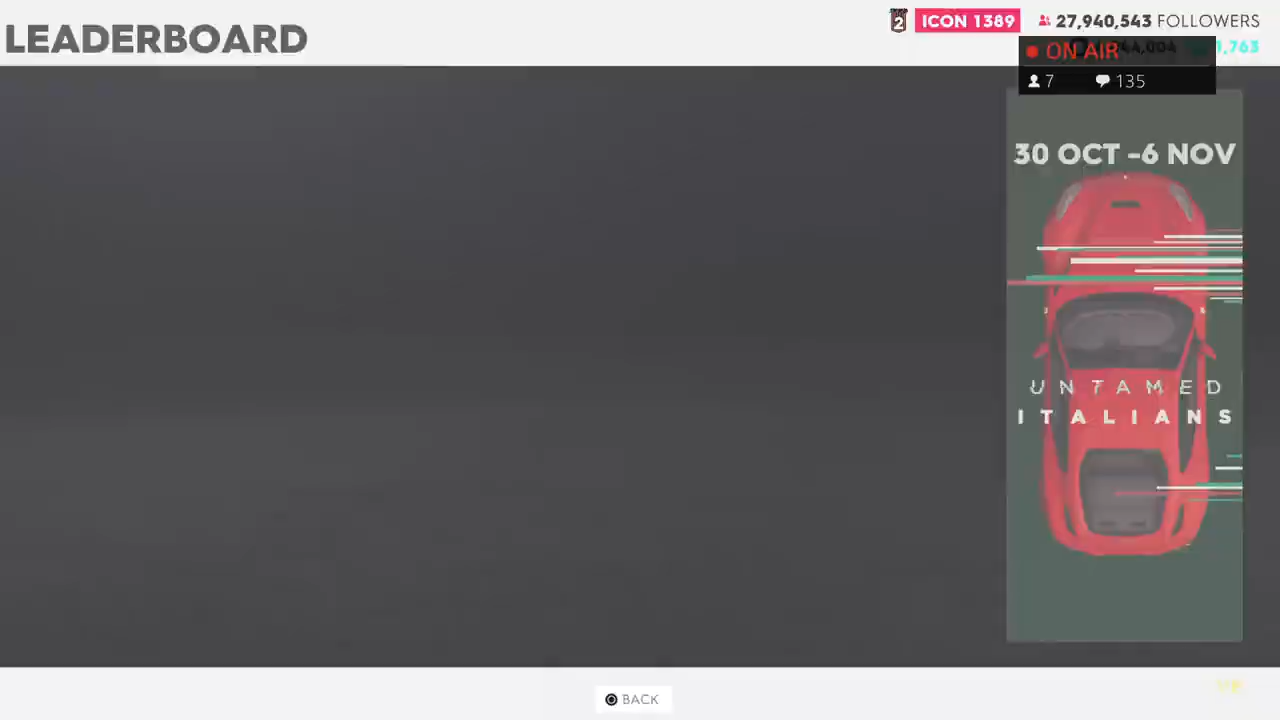 LEADERBOARD
2
ICON 1389
27,940,543 FOLLOWERS
ON AIR
7
135
30 OCT -6 NOV
UNTAMED
ITALIANS
BACK